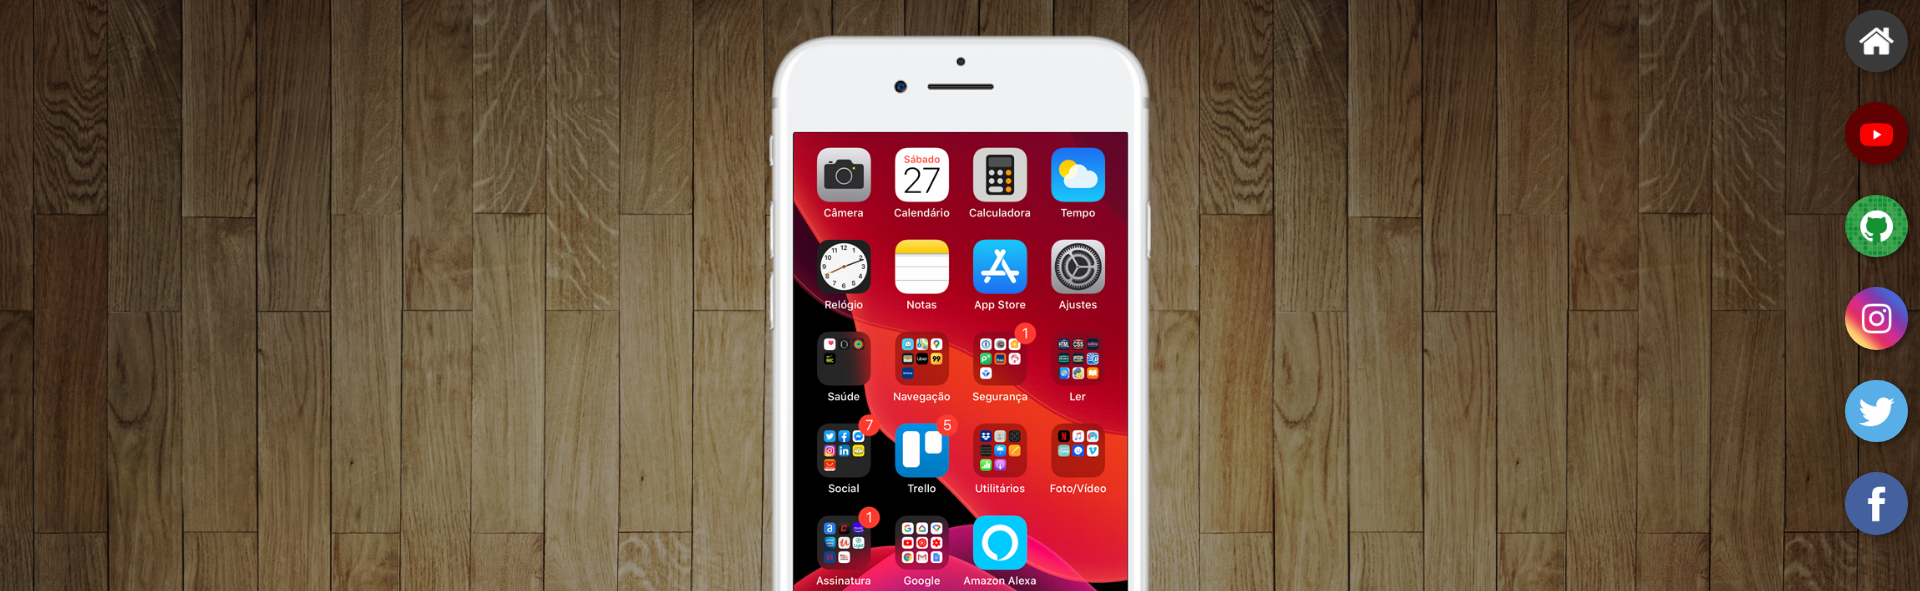 Sábado
27
Câmera
Calendário
Calculadora
Tempo
Relógio
Notas
App Store
Ajustes
1
Saúde
Navegação
Segurança
Ler
7
5
Social
Trello
Utilitários
Foto/Vídeo
1
Assinatura
Google
Amazon Alexa